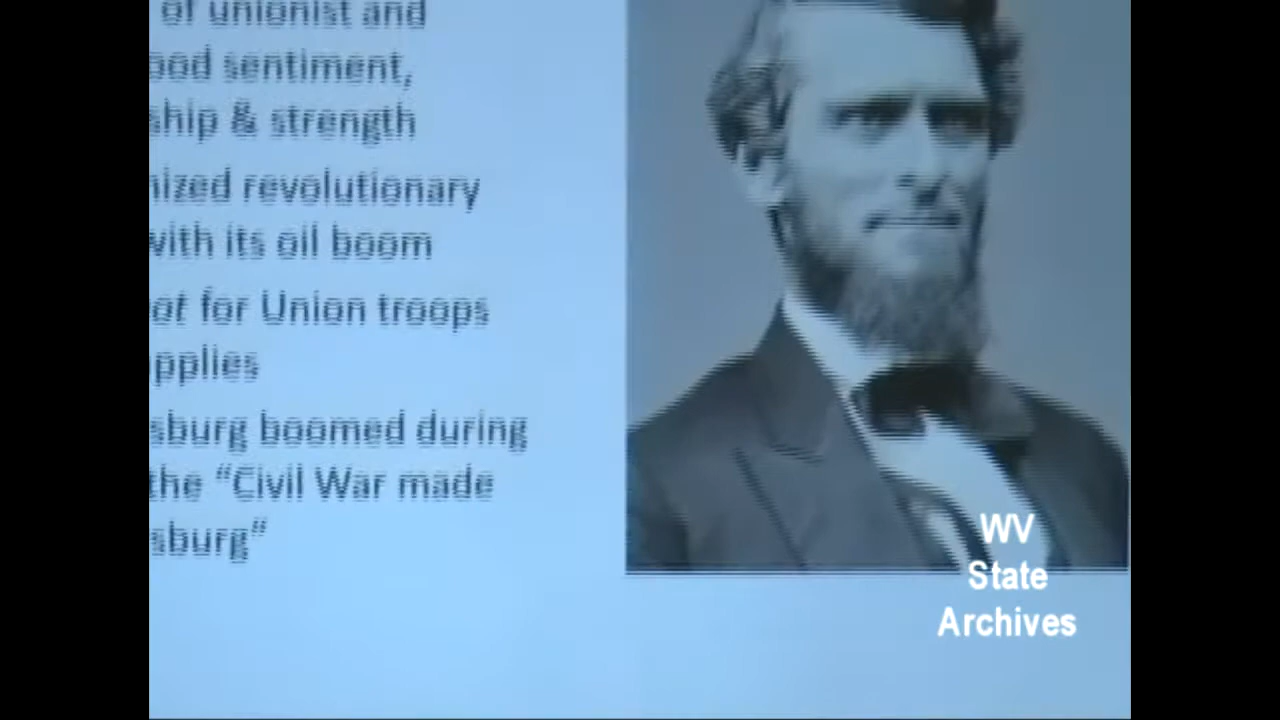 of unionist and
ood sentiment,
ship & strength
nized revolutionary
with its oil boom
ot for Union troops
pplies
sburg boomed during
the “Civil War made
sburg”
WV
State
Archives